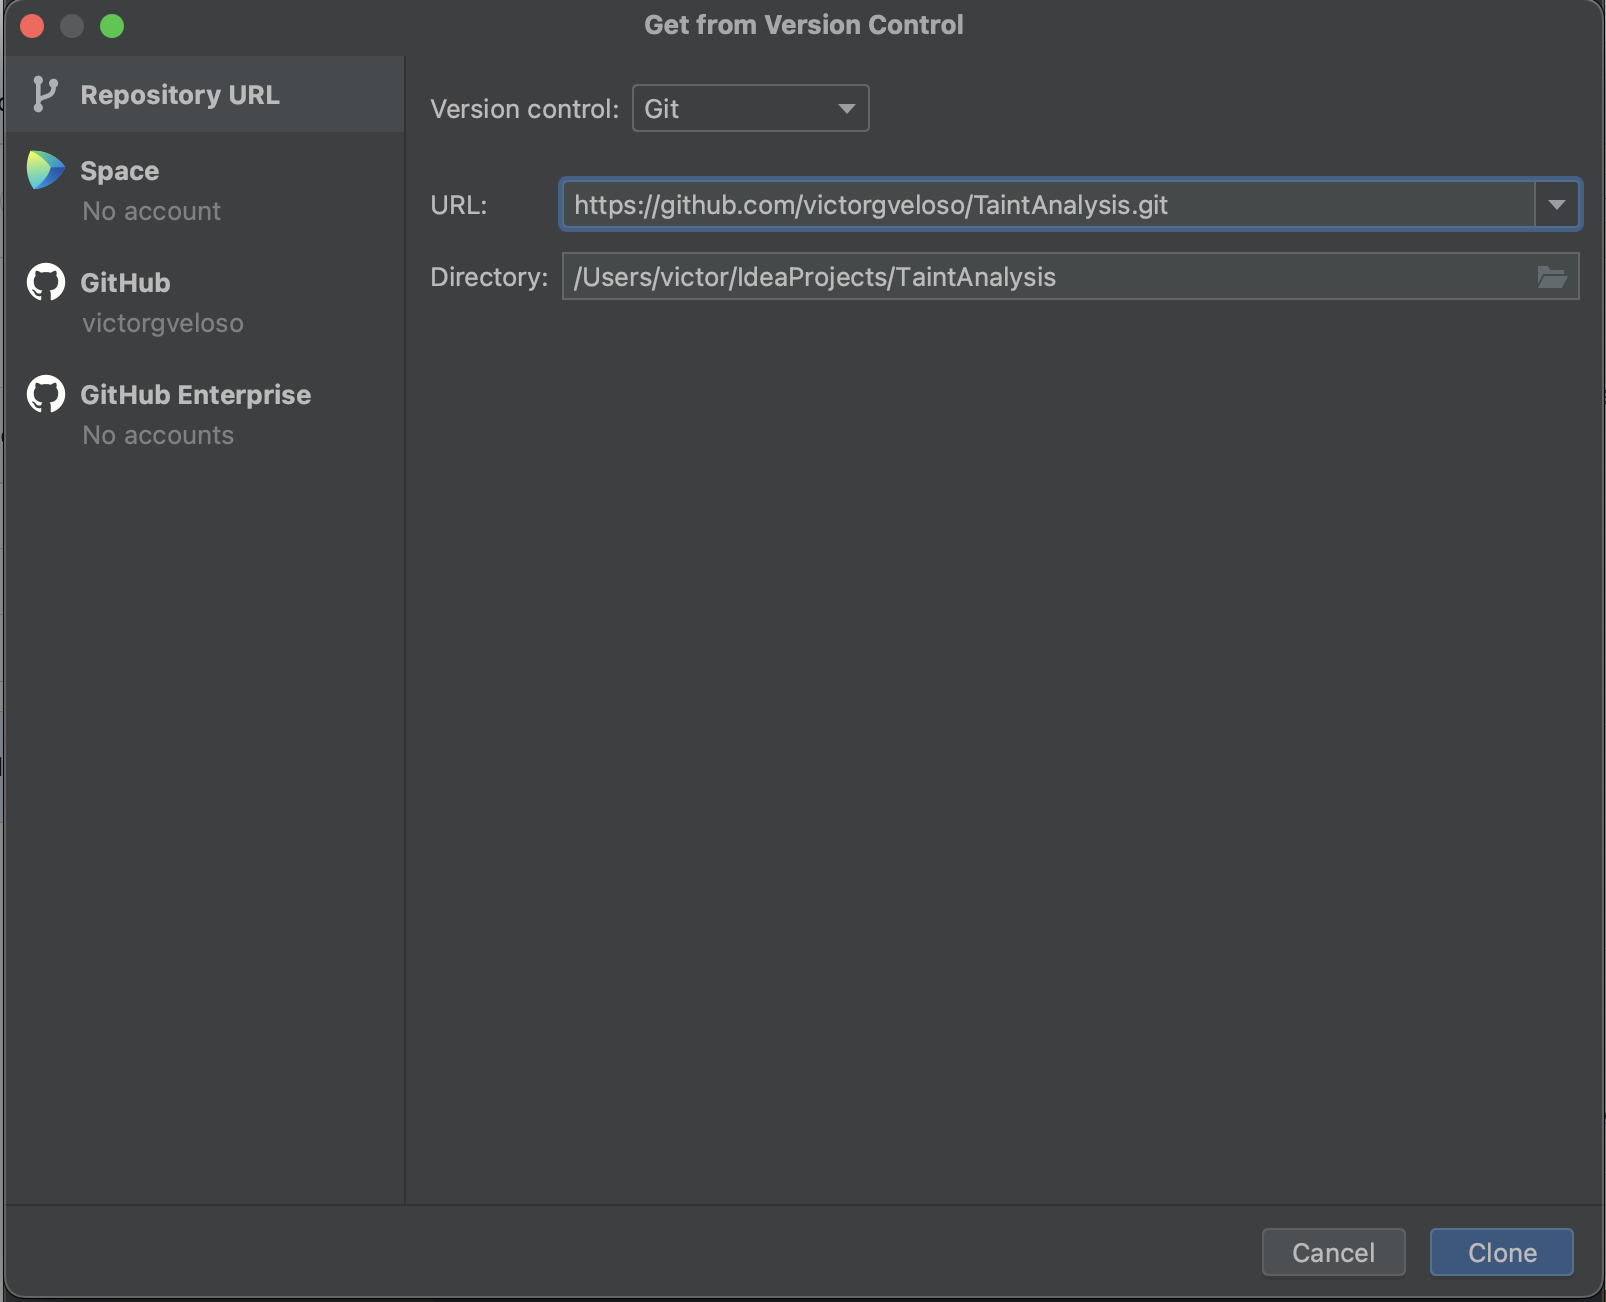 Get from Version Control
Repository URL
Space
No account
GitHub
victorgveloso
GitHub Enterprise
No accounts
Version control: Git
URL: https://github.com/victorgveloso/TaintAnalysis.git
Directory: /Users/victor/IdeaProjects/TaintAnalysis
Cancel Clone